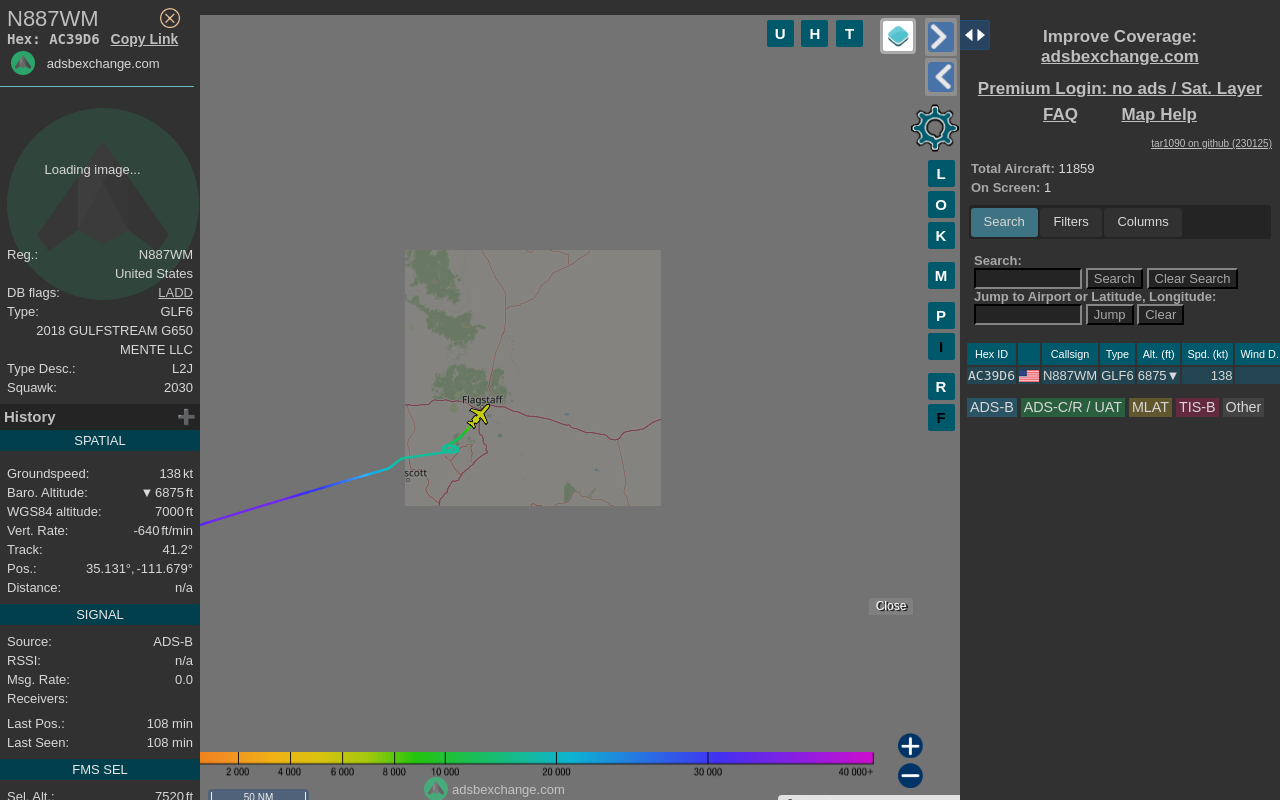 N887WM
Hex: AC39D6 Copy Link
adsbexchange.com
Loading image...
Reg.: N887WM
United States
DB flags: LADD
Type: GLF6
2018 GULFSTREAM G650
MENTE LLC
Type Desc.: L2J
Squawk: 2030
History
SPATIAL
Groundspeed: 138 kt
Baro. Altitude: ▼ 6875 ft
WGS84 altitude: 7000 ft
Vert. Rate: -640 ft/min
Track: 41.2°
Pos.: 35.131°, -111.679°
Distance: n/a
SIGNAL
Source: ADS-B
RSSI: n/a
Msg. Rate: 0.0
Receivers:
Last Pos.: 108 min
Last Seen: 108 min
FMS SEL
Sel. Alt.: 7520 ft
U H T
L
O
K
M
P
I
R
F
Flagstaff
scott
Close
2 000 4 000 6 000 8 000 10 000 20 000 30 000 40 000+
adsbexchange.com
50 NM
Improve Coverage:
adsbexchange.com
Premium Login: no ads / Sat. Layer
FAQ Map Help
tar1090 on github (230125)
Total Aircraft: 11859
On Screen: 1
Search Filters Columns
Search:
Search Clear Search
Jump to Airport or Latitude, Longitude:
Jump Clear
Hex ID Callsign Type Alt. (ft) Spd. (kt) Wind D.
AC39D6 N887WM GLF6 6875▼ 138
ADS-B ADS-C/R / UAT MLAT TIS-B Other